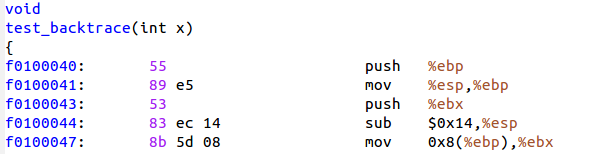 void
test_backtrace(int x)
{
f0100040: 55 push %ebp
f0100041: 89 e5 mov %esp,%ebp
f0100043: 53 push %ebx
f0100044: 83 ec 14 sub $0x14,%esp
f0100047: 8b 5d 08 mov 0x8(%ebp),%ebx